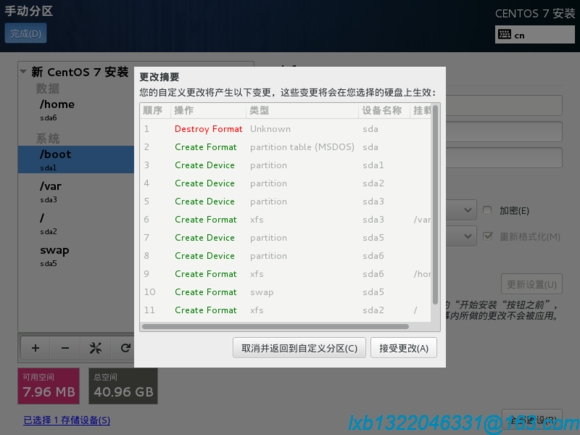 手动分区
CENTOS 7 安装
完成(D)
cn
新 CentOS 7 安装
数据
/home
sda6
系统
/boot
sda1
/var
sda3
/
sda2
swap
sda5
更改摘要
您的自定义更改将产生以下变更，这些变更将会在您选择的硬盘上生效:
顺序 操作 类型 设备名称 挂载
1 Destroy Format Unknown sda
2 Create Format partition table (MSDOS) sda
3 Create Device partition sda1
4 Create Device partition sda2
5 Create Device partition sda3
6 Create Format xfs sda3 /var
7 Create Device partition sda5
8 Create Device partition sda6
9 Create Format xfs sda6 /hor
10 Create Format swap sda5
11 Create Format xfs sda2 /
取消并返回到自定义分区(C)
接受更改(A)
加密(E)
重新格式化(M)
更新设置(U)
“开始安装“按钮之前”,
所做的更改不会被应用。
+ −
可用空间
7.96 MB
总空间
40.96 GB
已选择 1 存储设备(S)
lxb1322046331@163.com